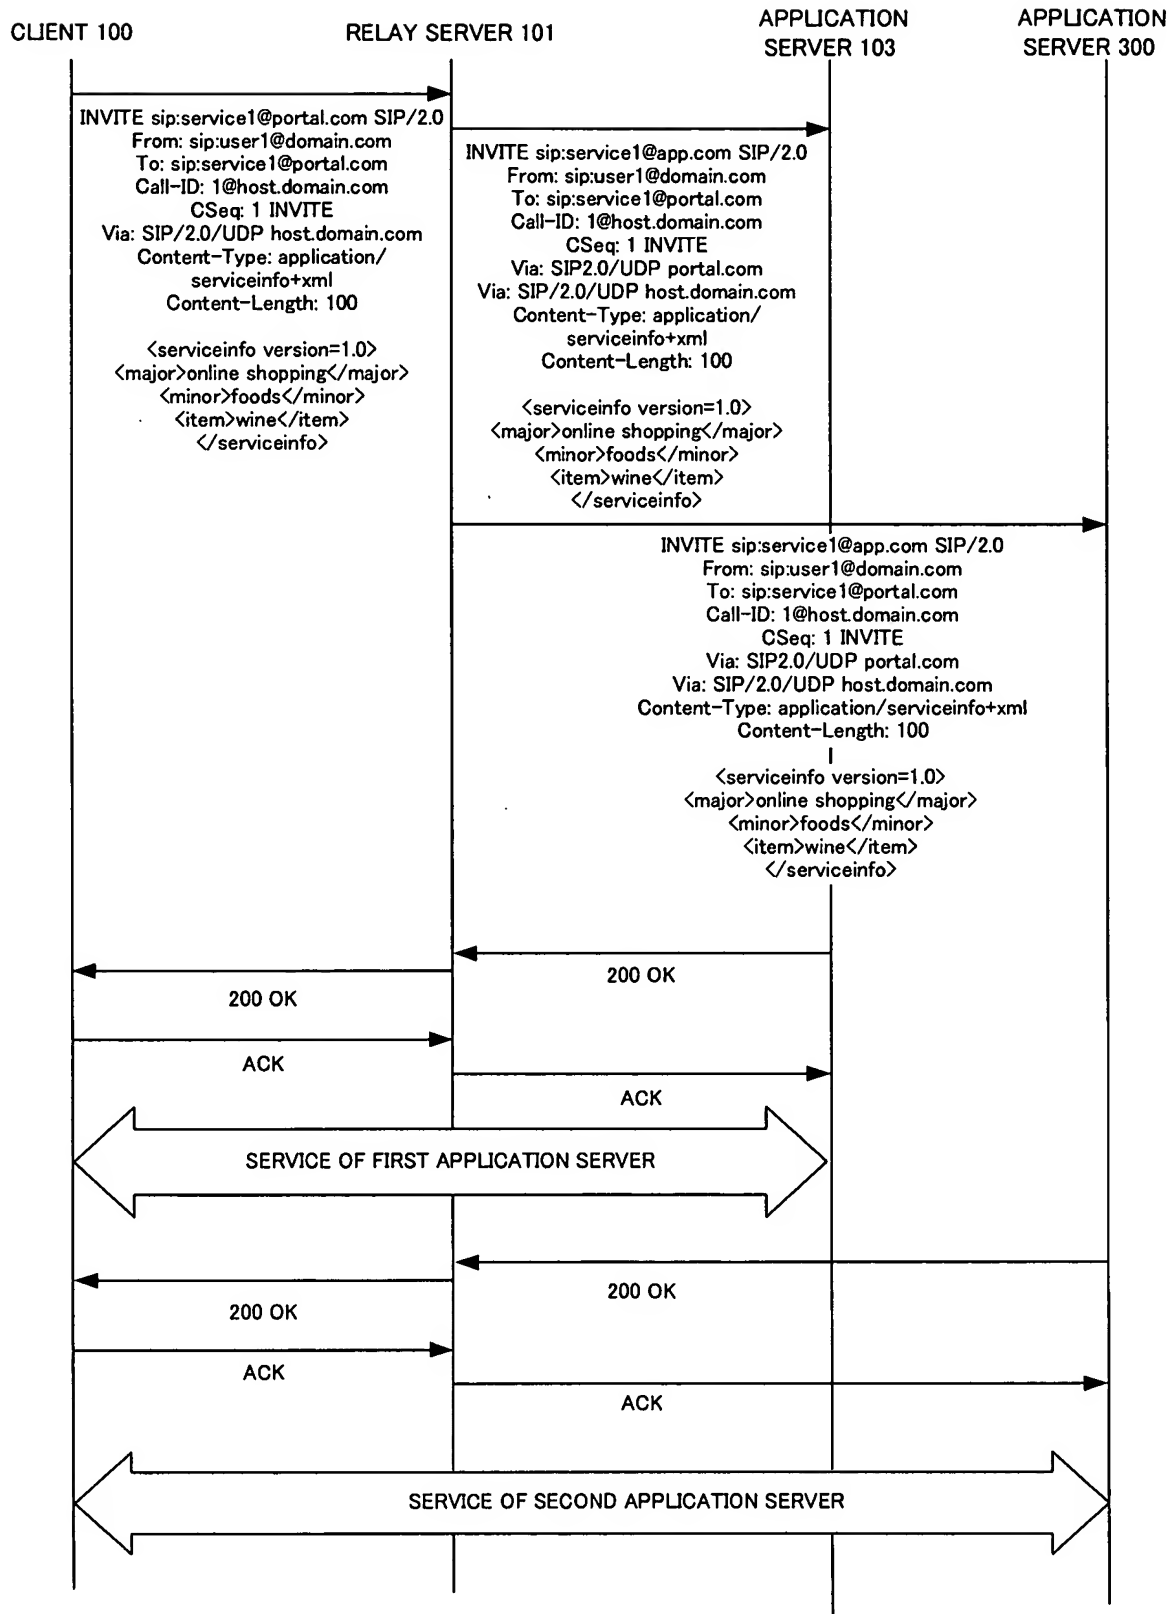 CLIENT 100
RELAY SERVER 101
APPLICATION
SERVER 103
APPLICATION
SERVER 300
INVITE sip:service1@portal.com SIP/2.0
From: sip:user1@domain.com
To: sip:service1@portal.com
Call-ID: 1@host.domain.com
CSeq: 1 INVITE
Via: SIP/2.0/UDP host.domain.com
Content-Type: application/
serviceinfo+xml
Content-Length: 100
<serviceinfo version=1.0>
<major>online shopping</major>
<minor>foods</minor>
<item>wine</item>
</serviceinfo>
INVITE sip:service1@app.com SIP/2.0
From: sip:user1@domain.com
To: sip:service1@portal.com
Call-ID: 1@host.domain.com
CSeq: 1 INVITE
Via: SIP2.0/UDP portal.com
Via: SIP/2.0/UDP host.domain.com
Content-Type: application/
serviceinfo+xml
Content-Length: 100
<serviceinfo version=1.0>
<major>online shopping</major>
<minor>foods</minor>
<item>wine</item>
</serviceinfo>
INVITE sip:service1@app.com SIP/2.0
From: sip:user1@domain.com
To: sip:service1@portal.com
Call-ID: 1@host.domain.com
CSeq: 1 INVITE
Via: SIP2.0/UDP portal.com
Via: SIP/2.0/UDP host.domain.com
Content-Type: application/serviceinfo+xml
Content-Length: 100
<serviceinfo version=1.0>
<major>online shopping</major>
<minor>foods</minor>
<item>wine</item>
</serviceinfo>
200 OK
200 OK
ACK
ACK
SERVICE OF FIRST APPLICATION SERVER
200 OK
200 OK
ACK
ACK
SERVICE OF SECOND APPLICATION SERVER